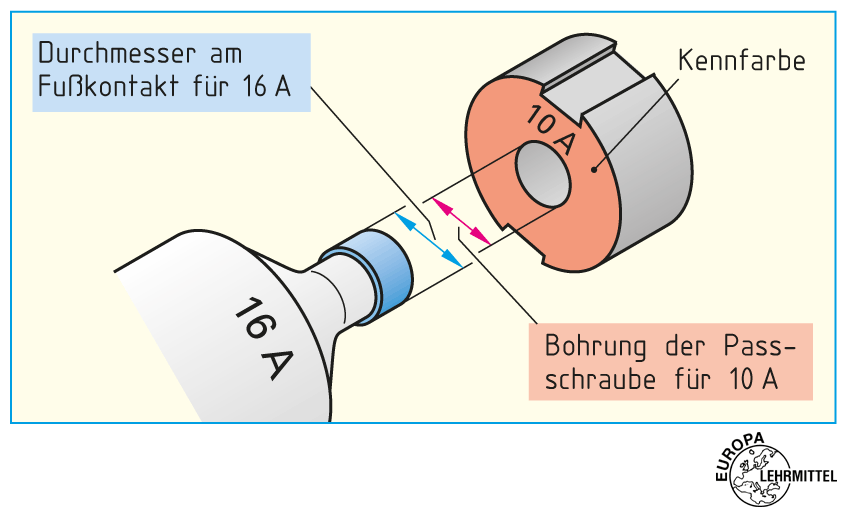 Durchmesser am
Fußkontakt für 16 A
Kennfarbe
10 A
16 A
Bohrung der Pass-
schraube für 10 A
EUROPA
LEHRMITTEL